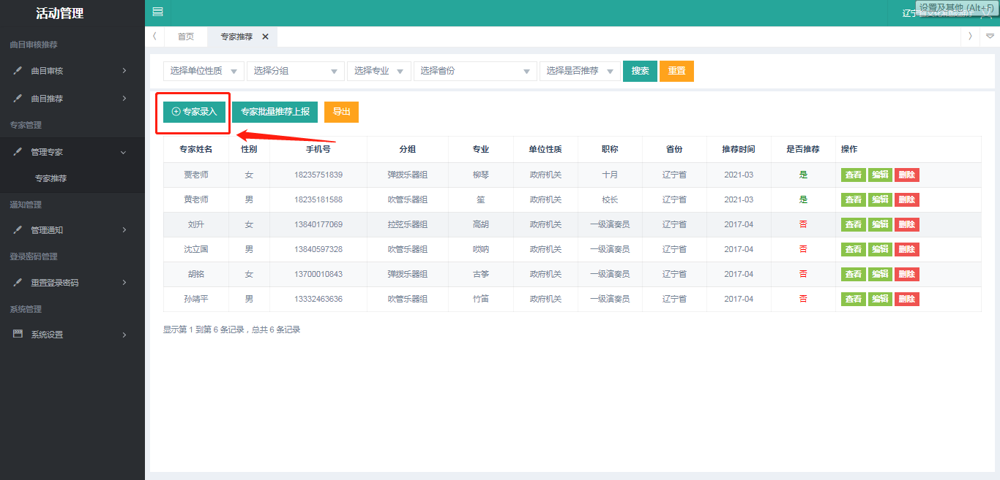 活动管理
设置及其他 (Alt+F)
曲目审核推荐
曲目审核
曲目推荐
专家管理
管理专家
专家推荐
通知管理
管理通知
登录密码管理
重置登录密码
系统管理
系统设置
首页 专家推荐
选择单位性质 选择分组 选择专业 选择省份 选择是否推荐 搜索 重置
专家录入 专家批量推荐上报 导出
专家姓名 性别 手机号 分组 专业 单位性质 职称 省份 推荐时间 是否推荐 操作
贾老师 女 18235751839 弹拨乐器组 柳琴 政府机关 十月 辽宁省 2021-03 是 查看 编辑 删除
黄老师 男 18235181588 吹管乐器组 笙 政府机关 校长 辽宁省 2021-03 是 查看 编辑 删除
刘升 女 13840177069 拉弦乐器组 高胡 政府机关 一级演奏员 辽宁省 2017-04 否 查看 编辑 删除
沈立国 男 13840597328 吹管乐器组 唢呐 政府机关 一级演奏员 辽宁省 2017-04 否 查看 编辑 删除
胡铭 女 13700010843 弹拨乐器组 古筝 政府机关 一级演奏员 辽宁省 2017-04 否 查看 编辑 删除
孙靖平 男 13332463636 吹管乐器组 竹笛 政府机关 一级演奏员 辽宁省 2017-04 否 查看 编辑 删除
显示第 1 到第 6 条记录，总共 6 条记录